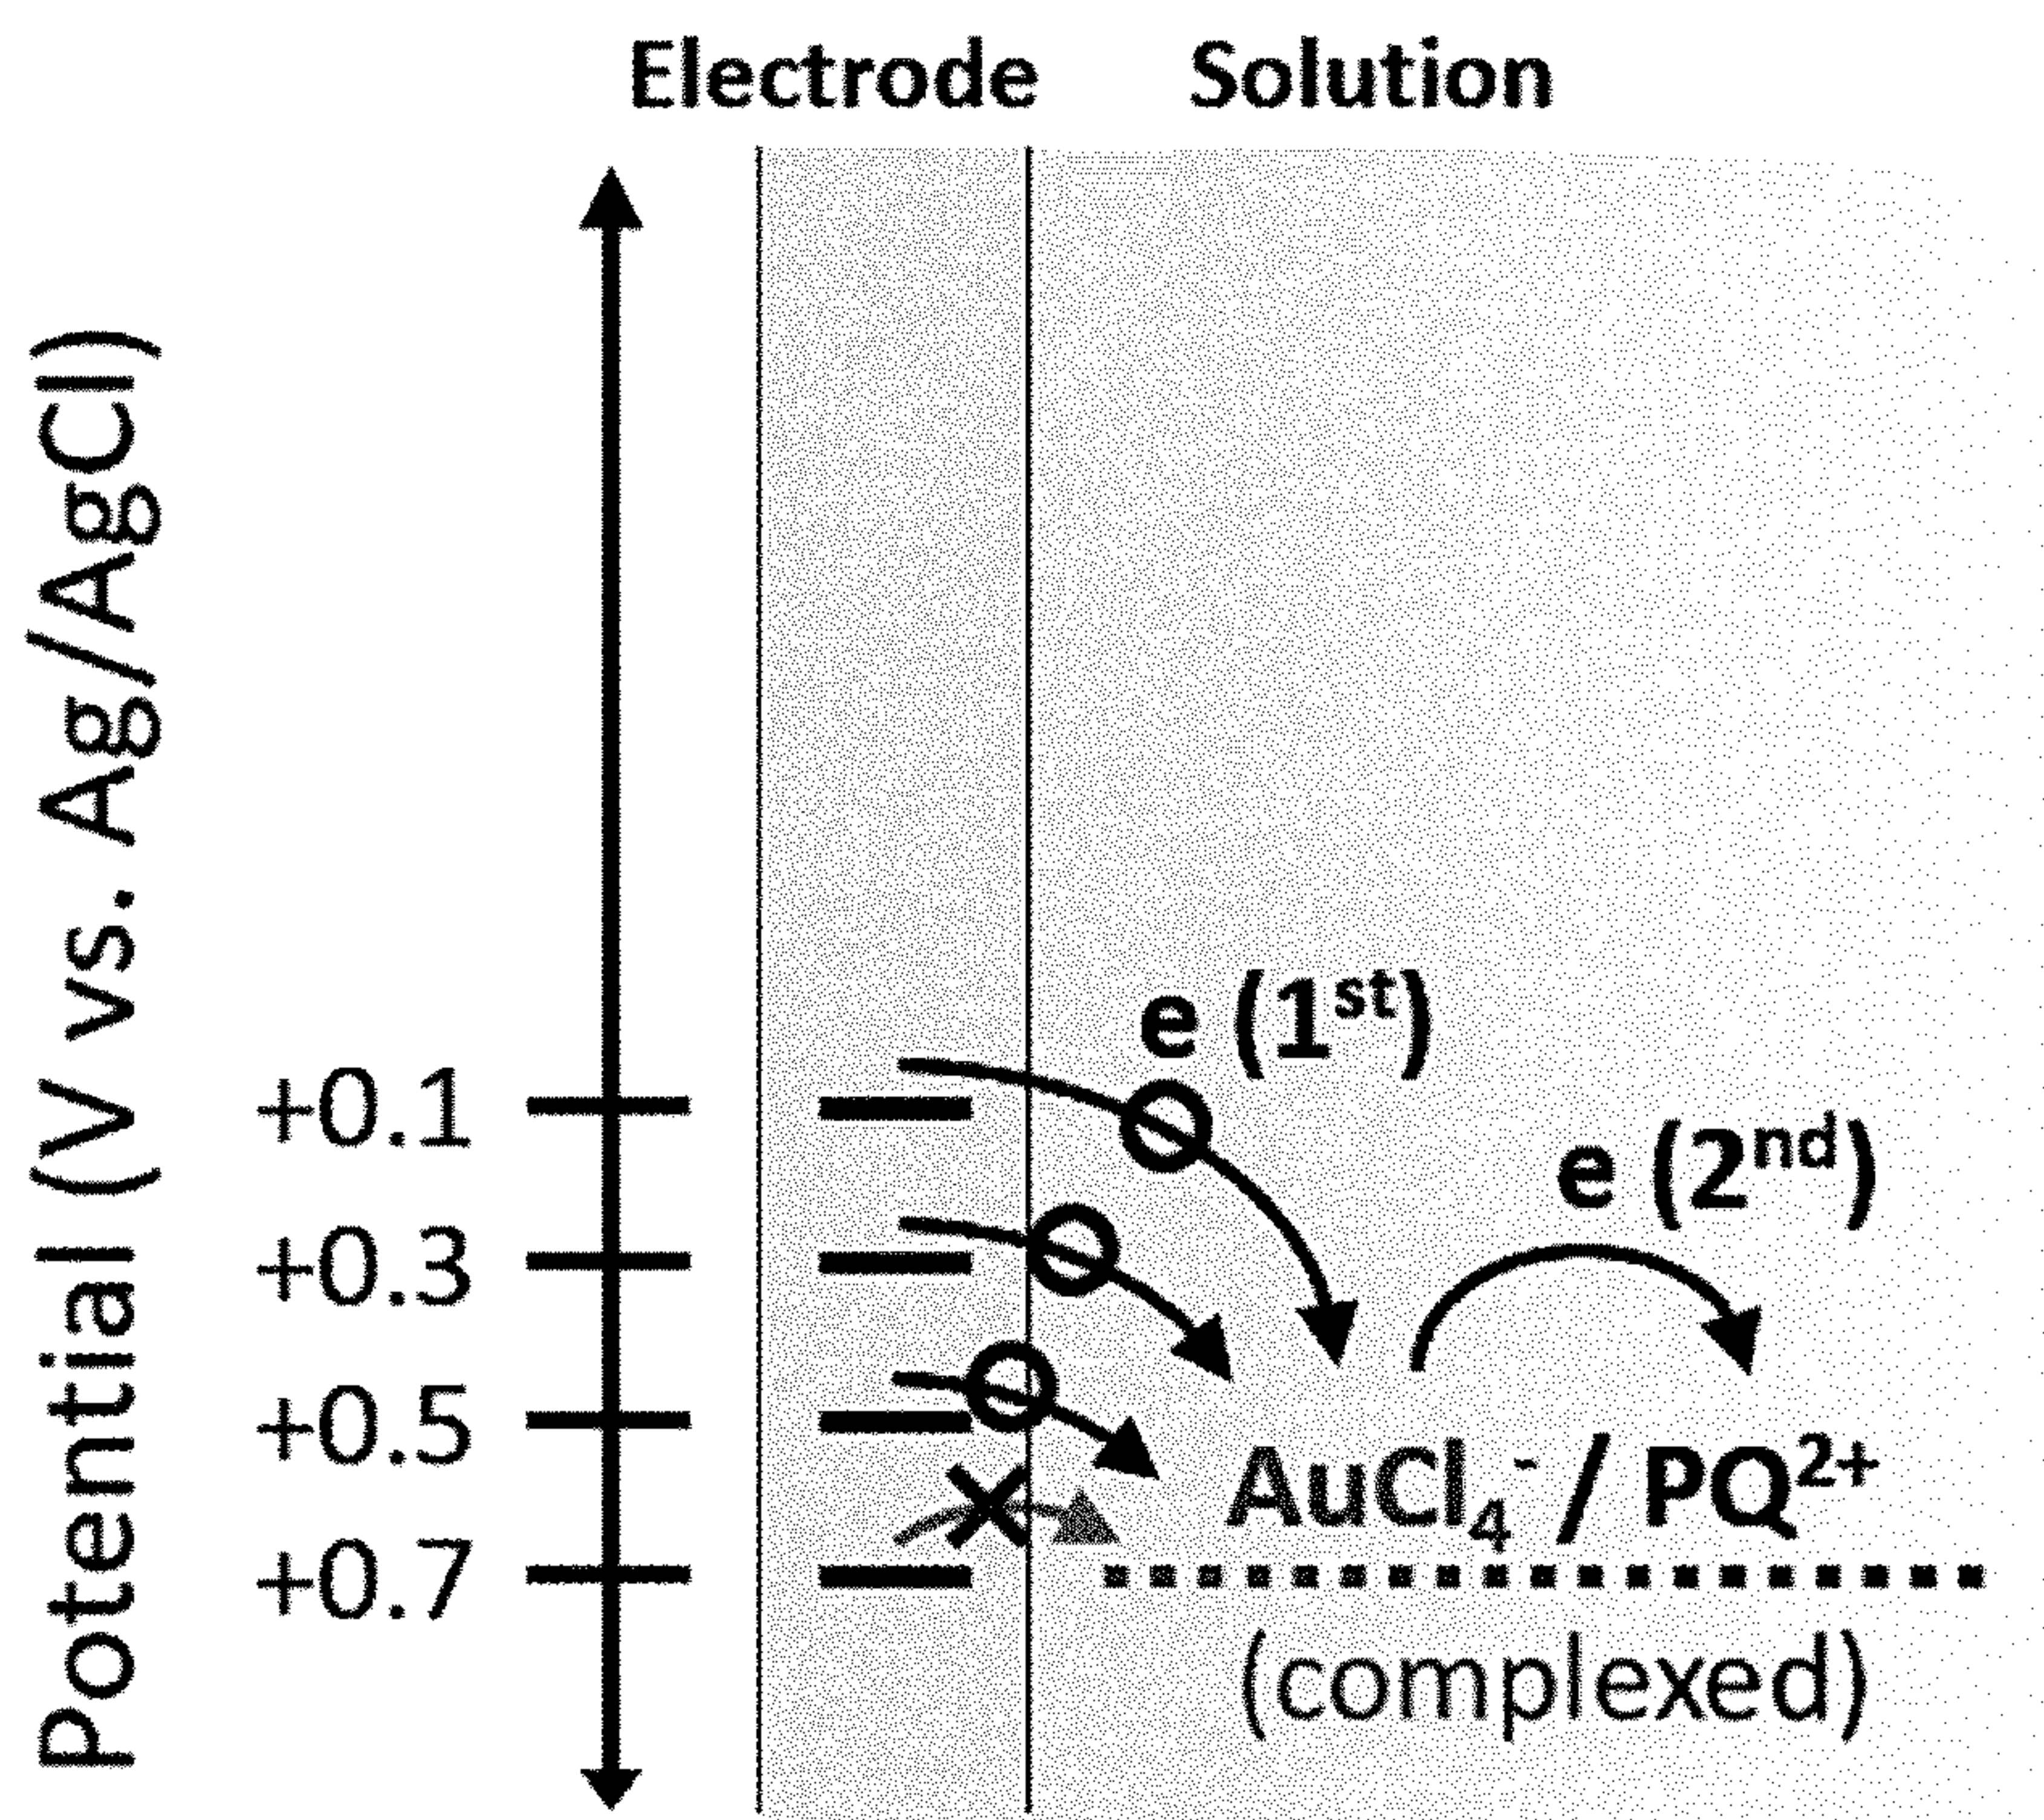 Electrode Solution
Potential (V vs. Ag/AgCl)
e (1ˢᵗ)
+0.1
e (2ⁿᵈ)
+0.3
+0.5
AuCl₄⁻ / PQ²⁺
+0.7
(complexed)